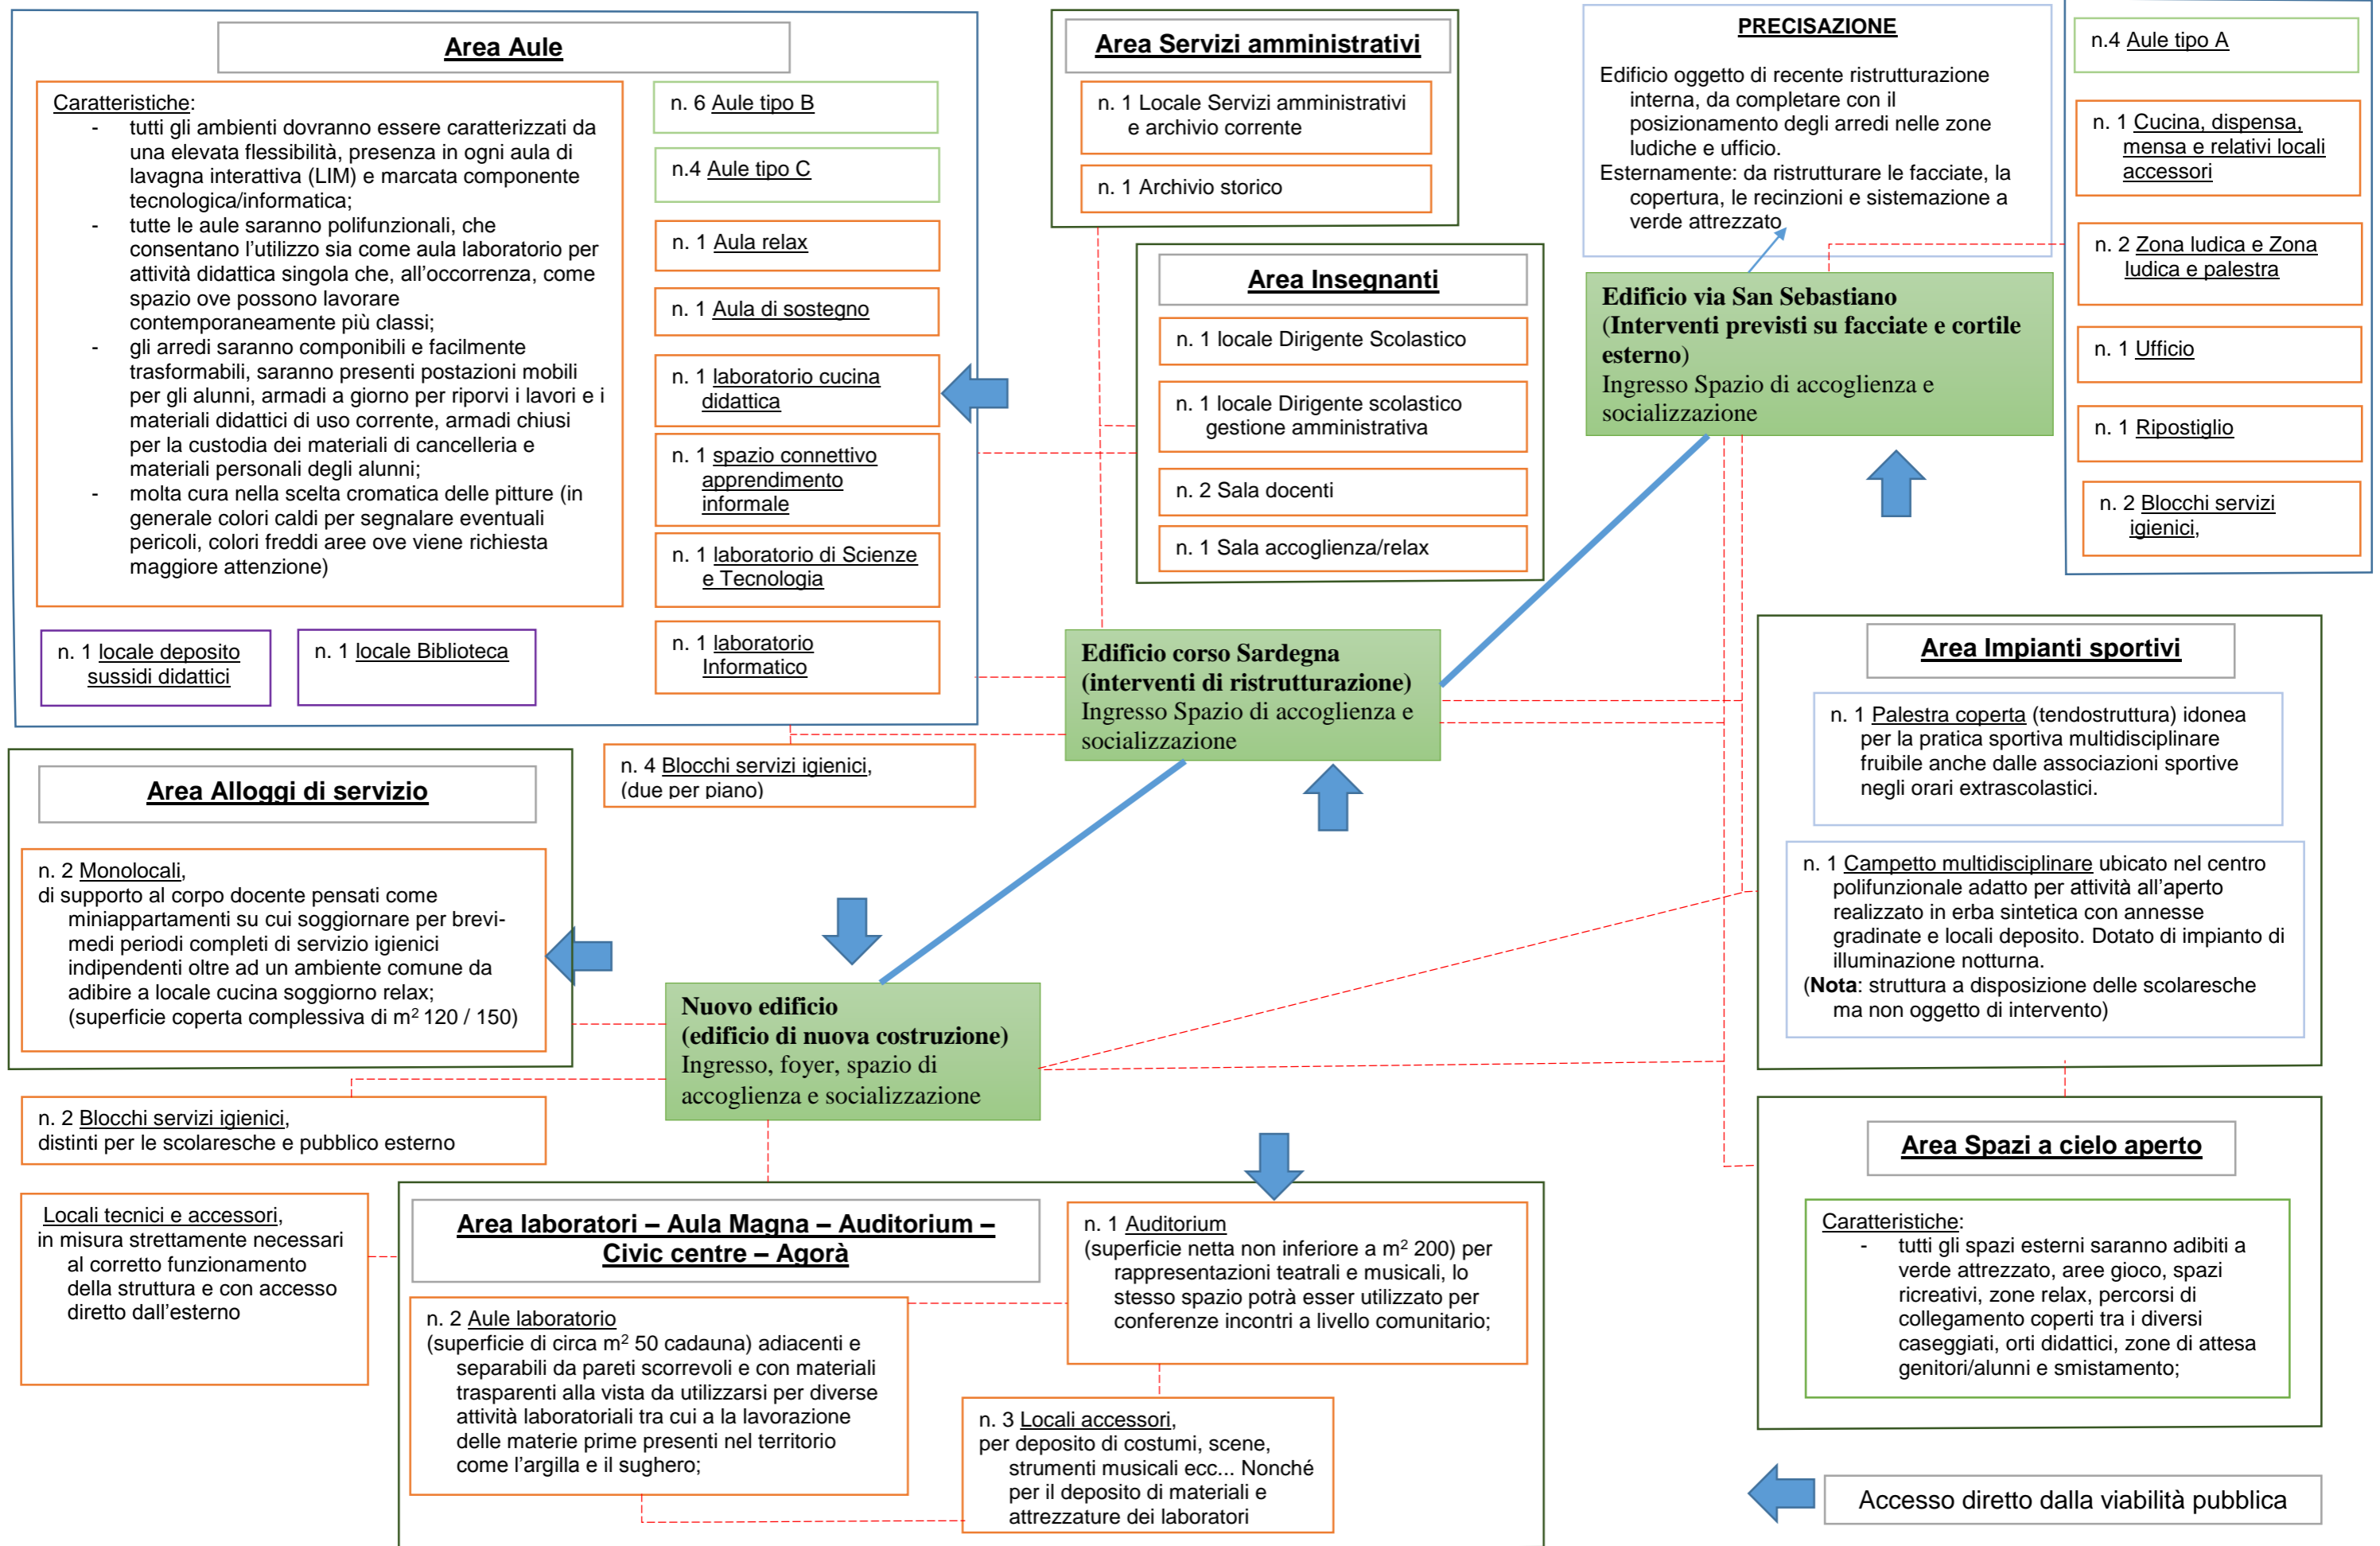 Area Aule
Caratteristiche:
- tutti gli ambienti dovranno essere caratterizzati da
una elevata flessibilità, presenza in ogni aula di
lavagna interattiva (LIM) e marcata componente
tecnologica/informatica;
- tutte le aule saranno polifunzionali, che
consentano l'utilizzo sia come aula laboratorio per
attività didattica singola che, all'occorrenza, come
spazio ove possono lavorare
contemporaneamente più classi;
- gli arredi saranno componibili e facilmente
trasformabili, saranno presenti postazioni mobili
per gli alunni, armadi a giorno per riporvi i lavori e i
materiali didattici di uso corrente, armadi chiusi
per la custodia dei materiali di cancelleria e
materiali personali degli alunni;
- molta cura nella scelta cromatica delle pitture (in
generale colori caldi per segnalare eventuali
pericoli, colori freddi aree ove viene richiesta
maggiore attenzione)
n. 6 Aule tipo B
n.4 Aule tipo C
n. 1 Aula relax
n. 1 Aula di sostegno
n. 1 laboratorio cucina
didattica
n. 1 spazio connettivo
apprendimento
informale
n. 1 laboratorio di Scienze
e Tecnologia
n. 1 laboratorio
Informatico
n. 1 locale deposito
sussidi didattici
n. 1 locale Biblioteca
n. 4 Blocchi servizi igienici,
(due per piano)
Area Servizi amministrativi
n. 1 Locale Servizi amministrativi
e archivio corrente
n. 1 Archivio storico
Area Insegnanti
n. 1 locale Dirigente Scolastico
n. 1 locale Dirigente scolastico
gestione amministrativa
n. 2 Sala docenti
n. 1 Sala accoglienza/relax
PRECISAZIONE
Edificio oggetto di recente ristrutturazione
interna, da completare con il
posizionamento degli arredi nelle zone
ludiche e ufficio.
Esternamente: da ristrutturare le facciate, la
copertura, le recinzioni e sistemazione a
verde attrezzato
Edificio via San Sebastiano
(Interventi previsti su facciate e cortile
esterno)
Ingresso Spazio di accoglienza e
socializzazione
n.4 Aule tipo A
n. 1 Cucina, dispensa,
mensa e relativi locali
accessori
n. 2 Zona ludica e Zona
ludica e palestra
n. 1 Ufficio
n. 1 Ripostiglio
n. 2 Blocchi servizi
igienici,
Edificio corso Sardegna
(interventi di ristrutturazione)
Ingresso Spazio di accoglienza e
socializzazione
Area Impianti sportivi
n. 1 Palestra coperta (tendostruttura) idonea
per la pratica sportiva multidisciplinare
fruibile anche dalle associazioni sportive
negli orari extrascolastici.
n. 1 Campetto multidisciplinare ubicato nel centro
polifunzionale adatto per attività all'aperto
realizzato in erba sintetica con annesse
gradinate e locali deposito. Dotato di impianto di
illuminazione notturna.
(Nota: struttura a disposizione delle scolaresche
ma non oggetto di intervento)
Area Alloggi di servizio
n. 2 Monolocali,
di supporto al corpo docente pensati come
miniappartamenti su cui soggiornare per brevi-
medi periodi completi di servizio igienici
indipendenti oltre ad un ambiente comune da
adibire a locale cucina soggiorno relax;
(superficie coperta complessiva di m² 120 / 150)
Nuovo edificio
(edificio di nuova costruzione)
Ingresso, foyer, spazio di
accoglienza e socializzazione
n. 2 Blocchi servizi igienici,
distinti per le scolaresche e pubblico esterno
Locali tecnici e accessori,
in misura strettamente necessari
al corretto funzionamento
della struttura e con accesso
diretto dall'esterno
Area laboratori – Aula Magna – Auditorium –
Civic centre – Agorà
n. 2 Aule laboratorio
(superficie di circa m² 50 cadauna) adiacenti e
separabili da pareti scorrevoli e con materiali
trasparenti alla vista da utilizzarsi per diverse
attività laboratoriali tra cui a la lavorazione
delle materie prime presenti nel territorio
come l'argilla e il sughero;
n. 1 Auditorium
(superficie netta non inferiore a m² 200) per
rappresentazioni teatrali e musicali, lo
stesso spazio potrà esser utilizzato per
conferenze incontri a livello comunitario;
n. 3 Locali accessori,
per deposito di costumi, scene,
strumenti musicali ecc... Nonché
per il deposito di materiali e
attrezzature dei laboratori
Area Spazi a cielo aperto
Caratteristiche:
- tutti gli spazi esterni saranno adibiti a
verde attrezzato, aree gioco, spazi
ricreativi, zone relax, percorsi di
collegamento coperti tra i diversi
caseggiati, orti didattici, zone di attesa
genitori/alunni e smistamento;
Accesso diretto dalla viabilità pubblica